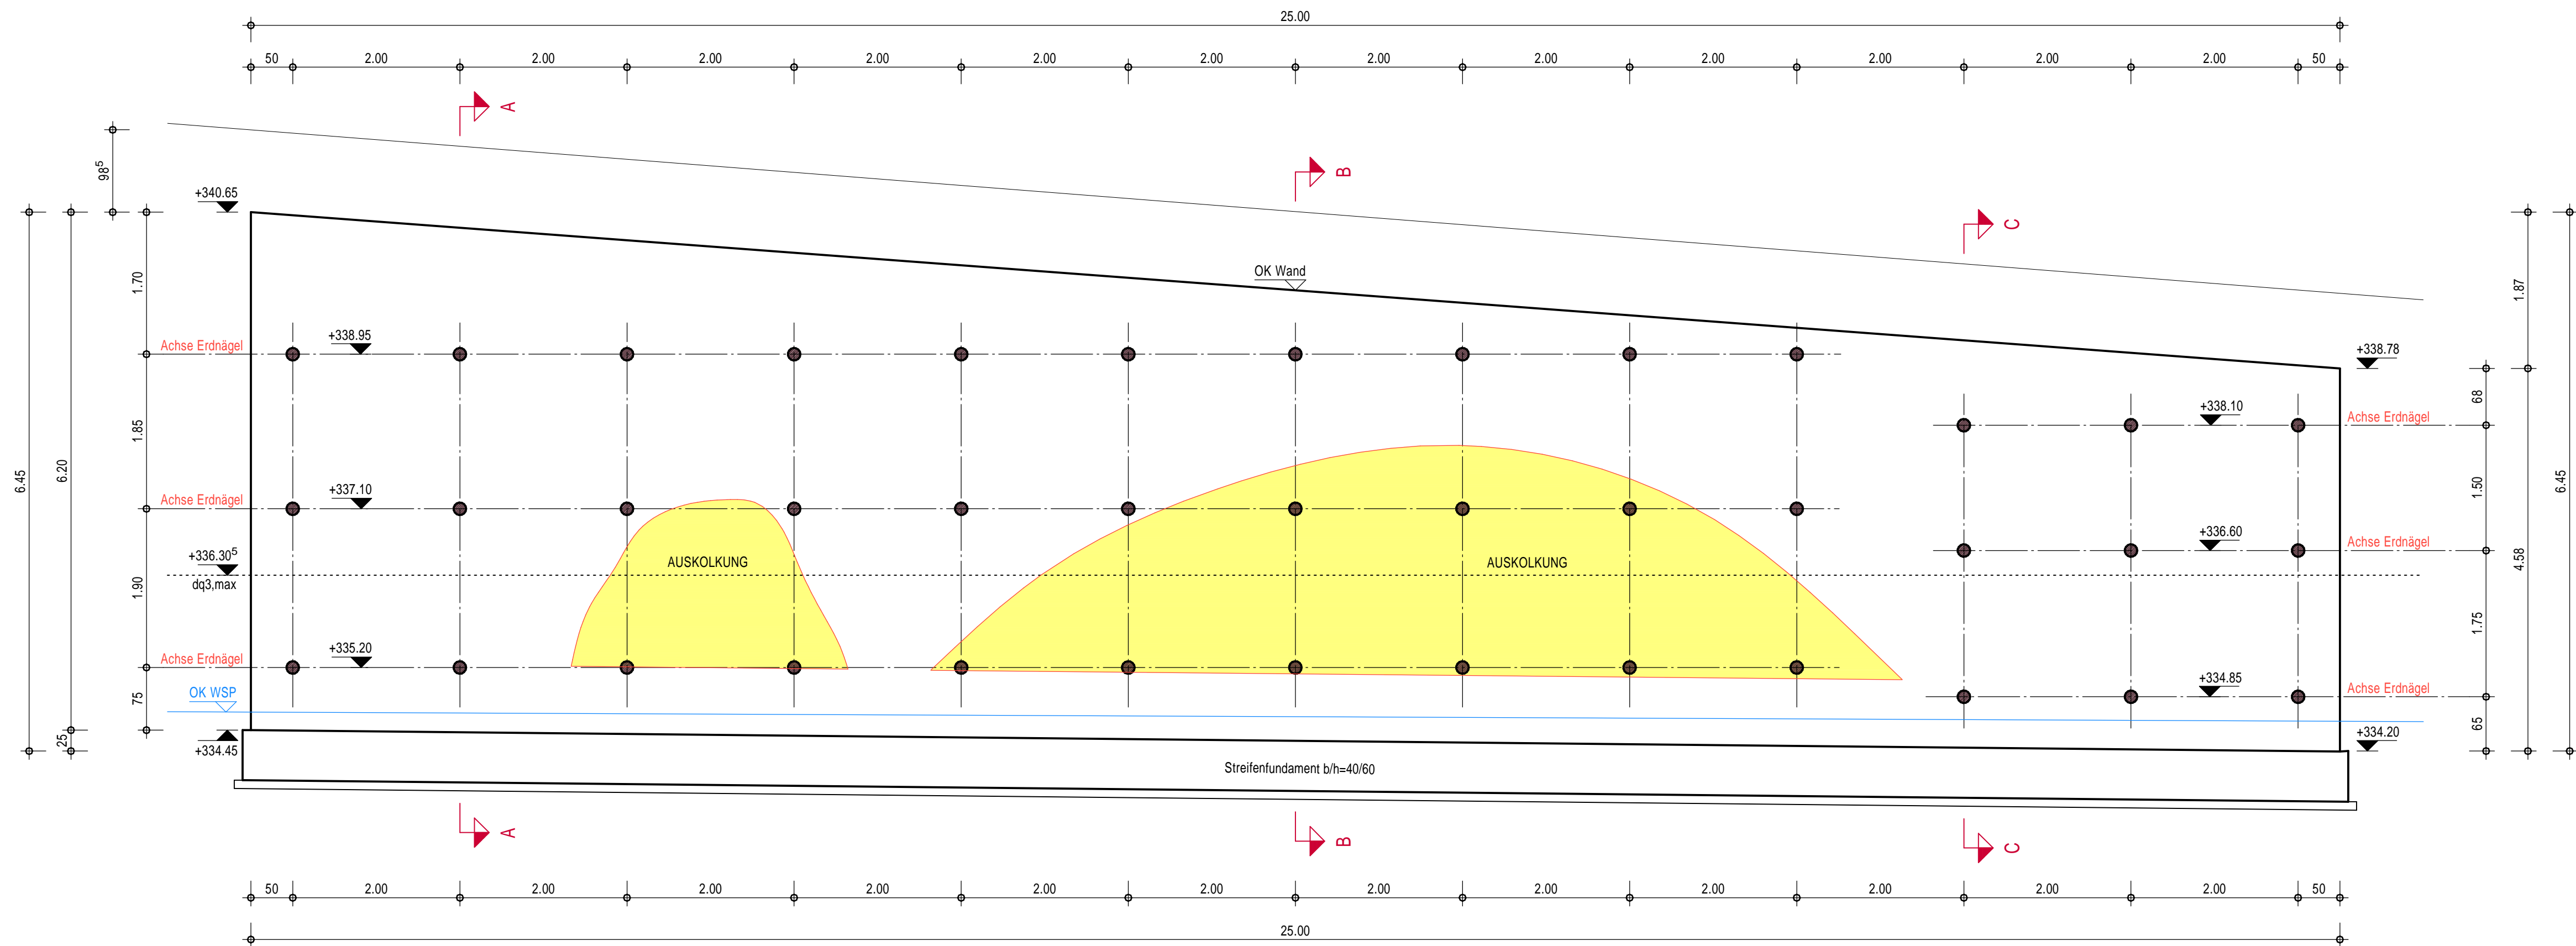 25.00
50 2.00 2.00 2.00 2.00 2.00 2.00 2.00 2.00 2.00 2.00 2.00 2.00 50
A
B
C
98⁵
+340.65
OK Wand
1.70
1.87
+338.95
Achse Erdnägel
+338.78
68
+338.10
Achse Erdnägel
1.85
6.45
6.20
+337.10
Achse Erdnägel
1.50
6.45
+336.60
Achse Erdnägel
+336.30⁵
dq3,max
AUSKOLKUNG
AUSKOLKUNG
4.58
1.90
1.75
+335.20
Achse Erdnägel
+334.85
Achse Erdnägel
OK WSP
75
65
25
+334.45
+334.20
Streifenfundament b/h=40/60
A
B
C
50 2.00 2.00 2.00 2.00 2.00 2.00 2.00 2.00 2.00 2.00 2.00 2.00 50
25.00